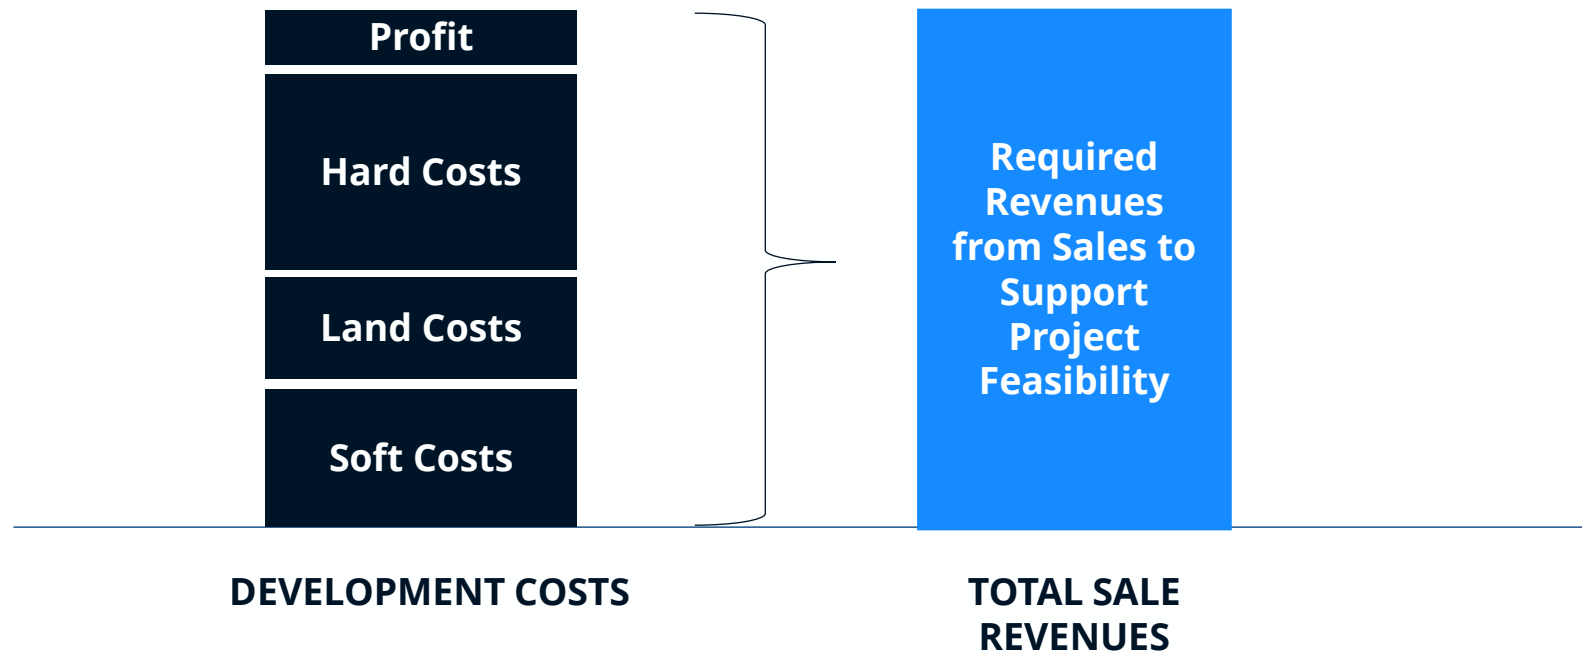 Profit
Hard Costs
Land Costs
Soft Costs
Required
Revenues
from Sales to
Support
Project
Feasibility
DEVELOPMENT COSTS
TOTAL SALE
REVENUES